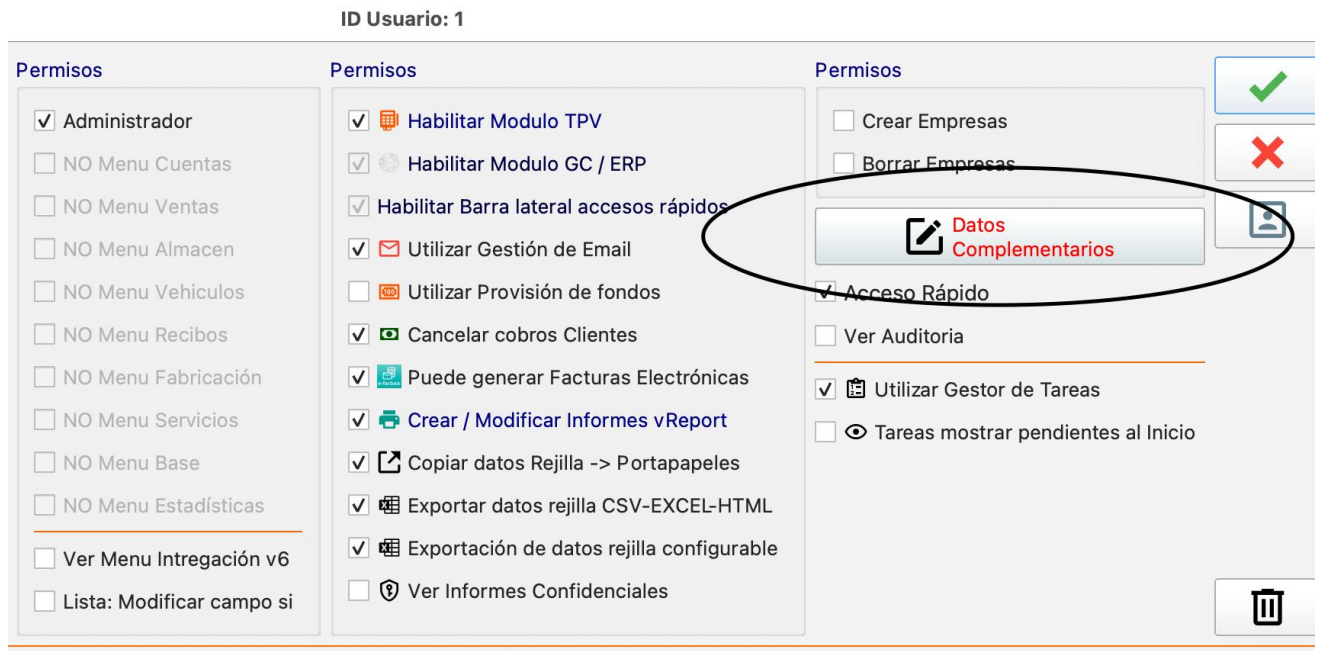 ID Usuario: 1
Permisos
Administrador
NO Menu Cuentas
NO Menu Ventas
NO Menu Almacen
NO Menu Vehiculos
NO Menu Recibos
NO Menu Fabricación
NO Menu Servicios
NO Menu Base
NO Menu Estadísticas
Ver Menu Intregación v6
Lista: Modificar campo si
Permisos
Habilitar Modulo TPV
Habilitar Modulo GC / ERP
Habilitar Barra lateral accesos rápidos
Utilizar Gestión de Email
100
Utilizar Provisión de fondos
Cancelar cobros Clientes
e-factura
Puede generar Facturas Electrónicas
Crear / Modificar Informes vReport
Copiar datos Rejilla -> Portapapeles
Exportar datos rejilla CSV-EXCEL-HTML
Exportación de datos rejilla configurable
Ver Informes Confidenciales
Permisos
Crear Empresas
Borrar Empresas
Datos
Complementarios
Acceso Rápido
Ver Auditoria
Utilizar Gestor de Tareas
Tareas mostrar pendientes al Inicio